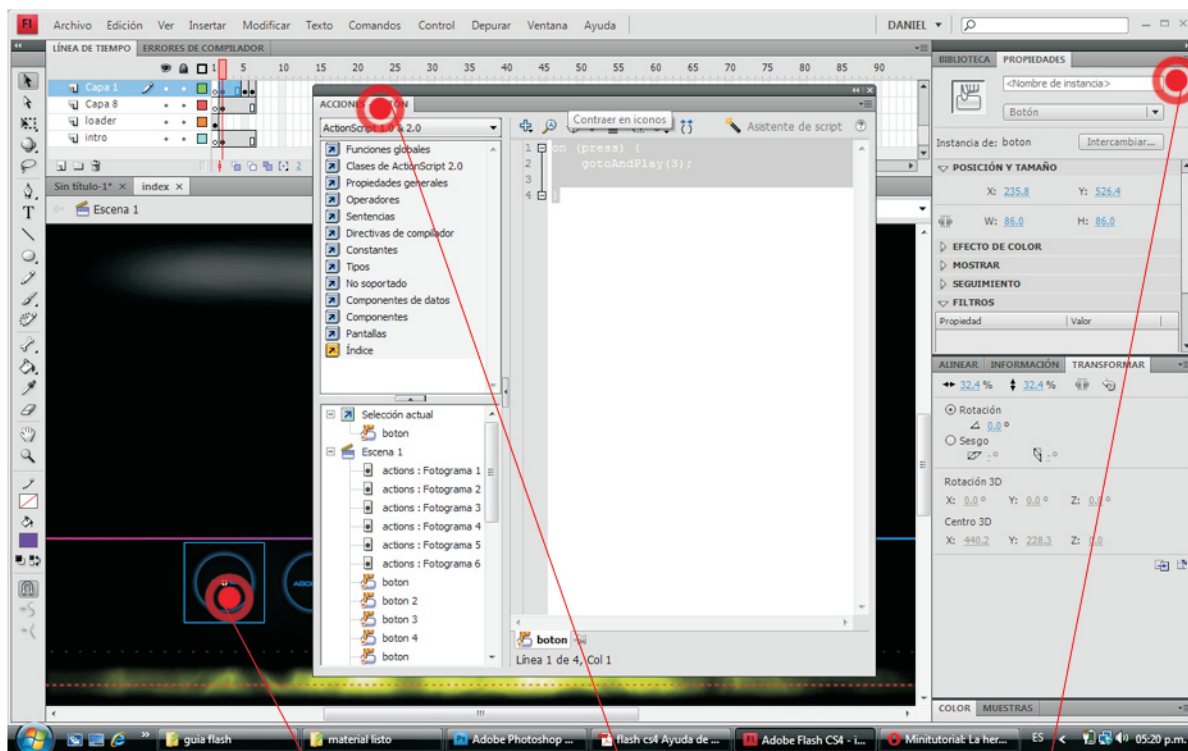 Fl Archivo Edición Ver Insertar Modificar Texto Comandos Control Depurar Ventana Ayuda DANIEL
LÍNEA DE TIEMPO ERRORES DE COMPILADOR
1 5 10 15 20 25 30 35 40 45 50 55 60 65 70 75 80 85 90
Capa 1
Capa 8
loader
intro
2
Sin título-1* × index ×
Escena 1
ACCIONES
ActionScript 1.0 & 2.0
Contraer en iconos
Asistente de script
Funciones globales
Clases de ActionScript 2.0
Propiedades generales
Operadores
Sentencias
Directivas de compilador
Constantes
Tipos
No soportado
Componentes de datos
Componentes
Pantallas
Índice
1 on (press) {
2 gotoAndPlay(3);
3
4 }
Selección actual
boton
Escena 1
actions : Fotograma 1
actions : Fotograma 2
actions : Fotograma 3
actions : Fotograma 4
actions : Fotograma 5
actions : Fotograma 6
boton
boton 2
boton 3
boton 4
boton
boton
Línea 1 de 4, Col 1
BIBLIOTECA PROPIEDADES
<Nombre de instancia>
Botón
Instancia de: boton Intercambiar...
POSICIÓN Y TAMAÑO
X: 235.8 Y: 526.4
W: 86.0 H: 86.0
EFECTO DE COLOR
MOSTRAR
SEGUIMIENTO
FILTROS
Propiedad Valor
ALINEAR INFORMACIÓN TRANSFORMAR
32.4 % 32.4 %
Rotación
0.0 °
Sesgo
- ° - °
Rotación 3D
X: 0.0 ° Y: 0.0 ° Z: 0.0 °
Centro 3D
X: 440.2 Y: 228.3 Z: 0.0
COLOR MUESTRAS
guia flash material listo Adobe Photoshop ... flash cs4 Ayuda de ... Adobe Flash CS4 - i... Minitutorial: La her... ES 05:20 p.m.